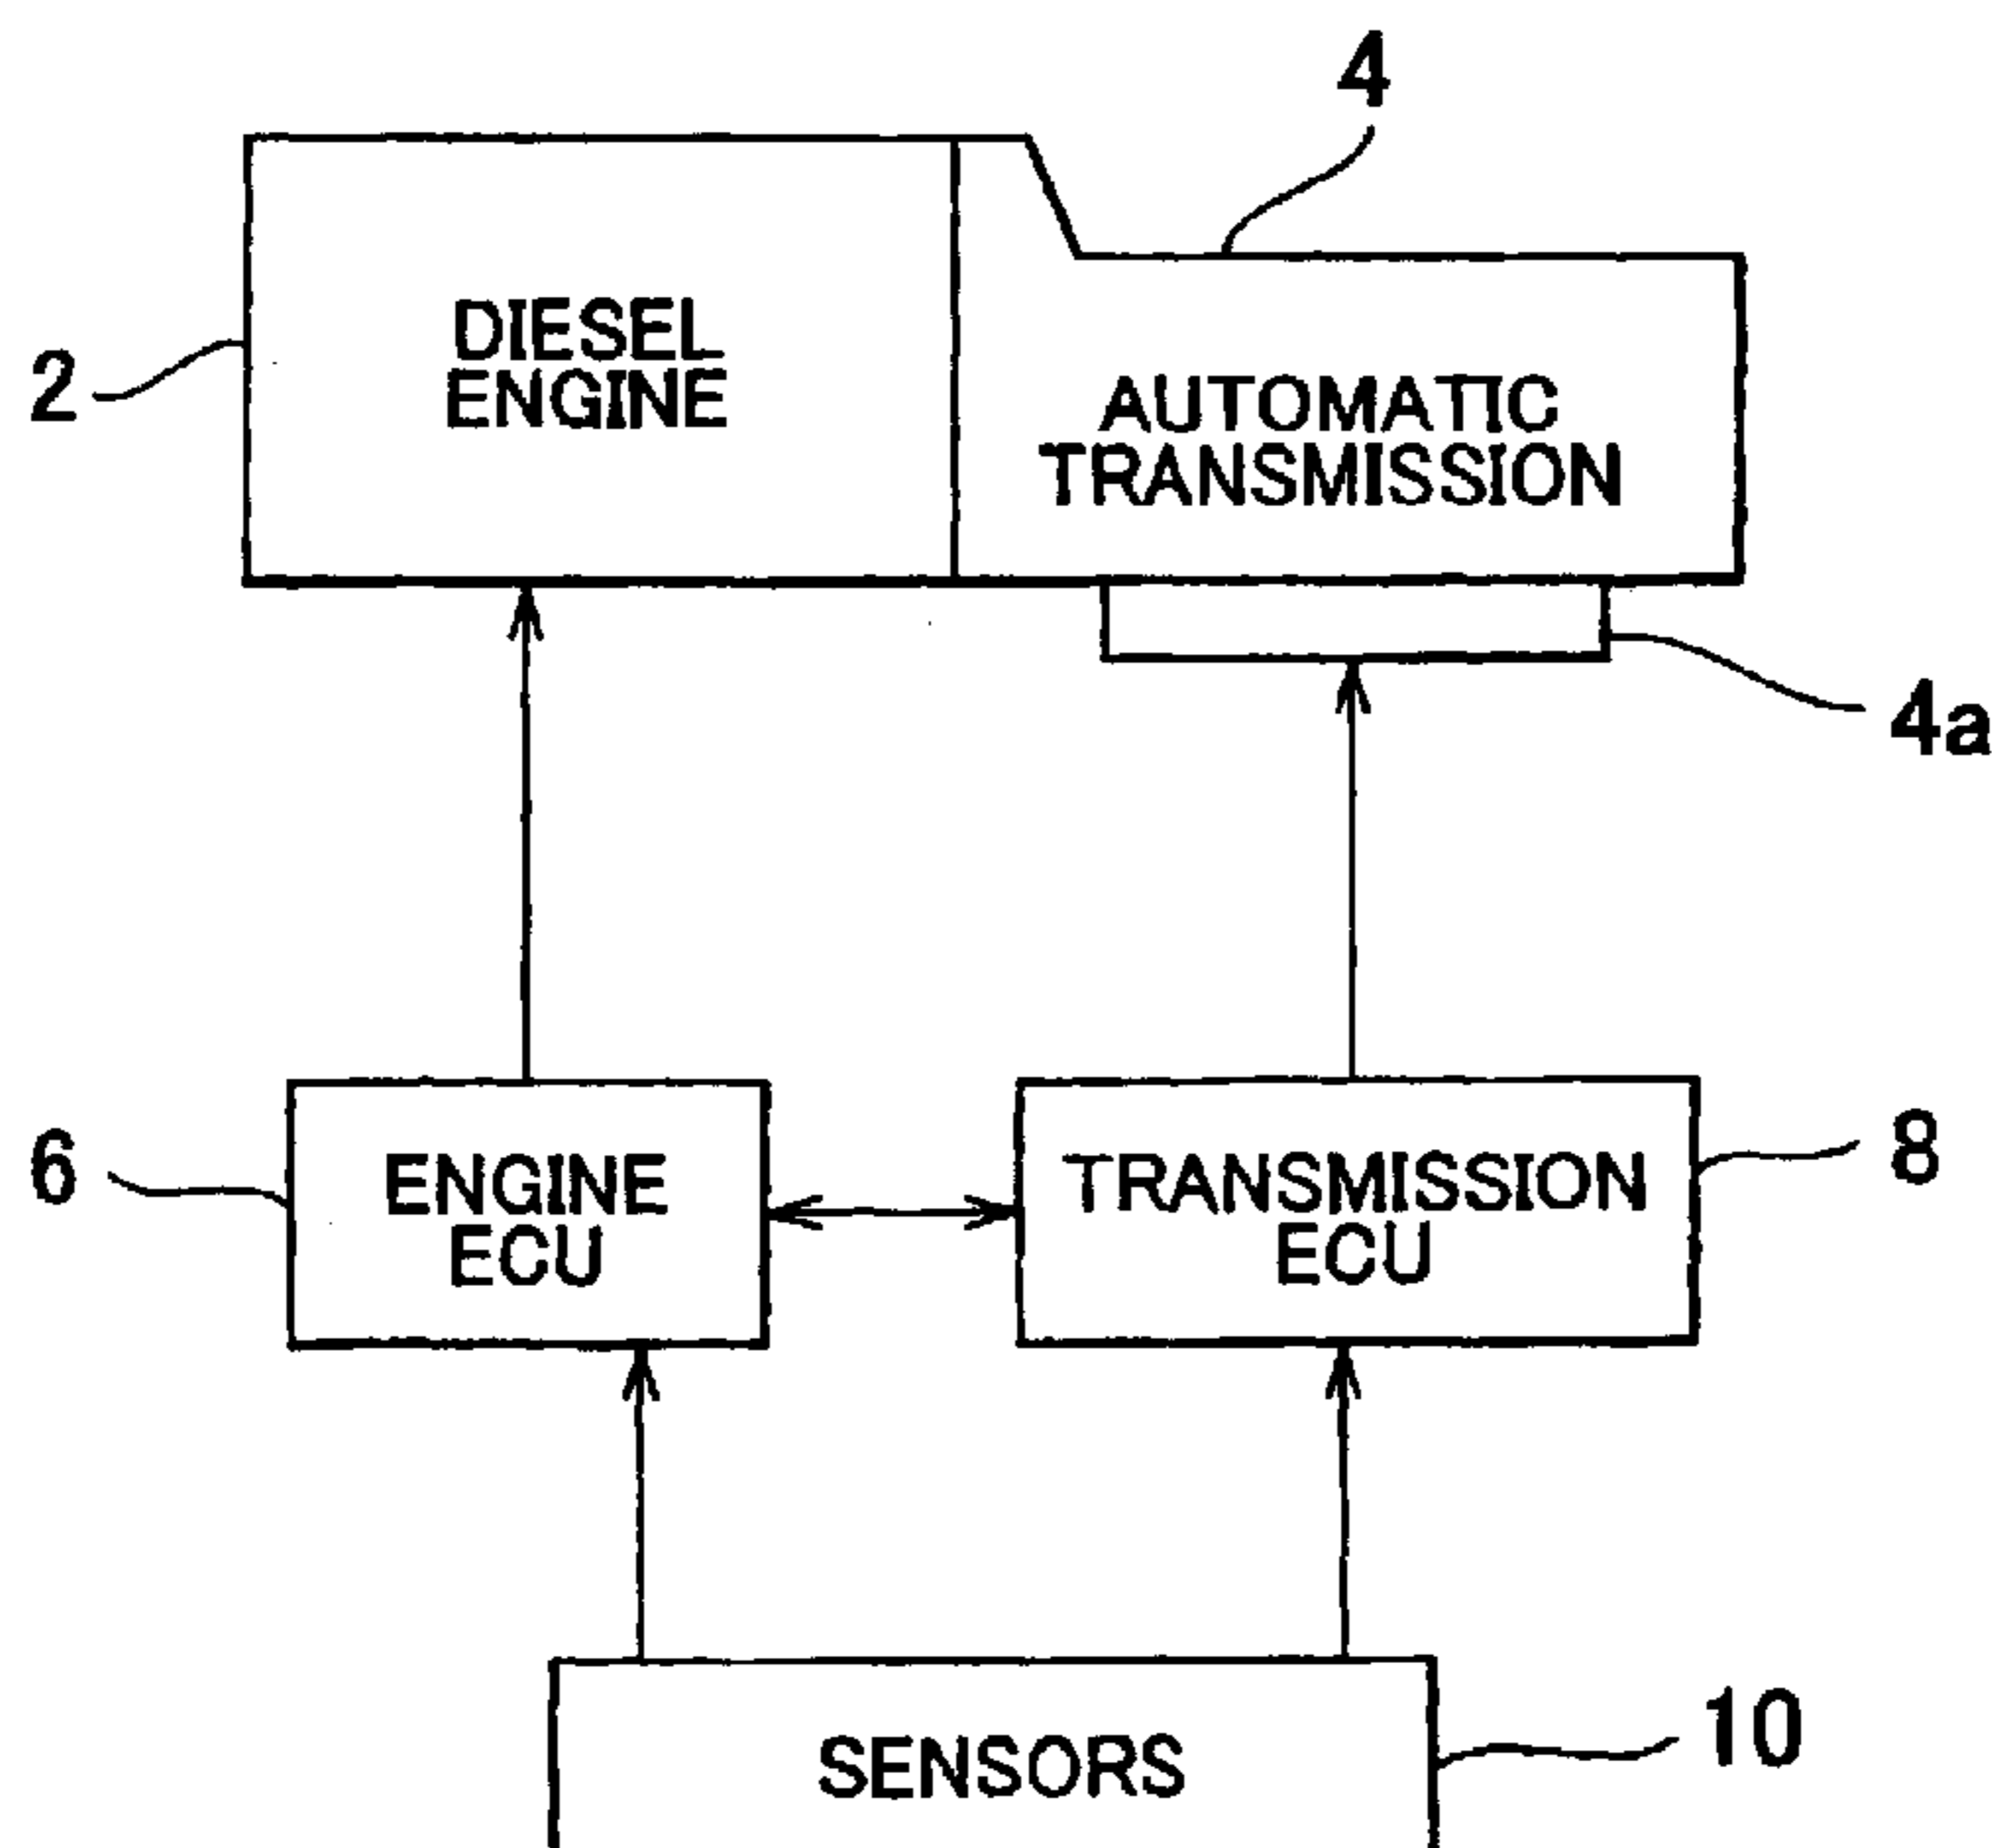 4
DIESEL
ENGINE
2
AUTOMATIC
TRANSMISSION
4a
6
ENGINE
ECU
TRANSMISSION
ECU
8
SENSORS
10